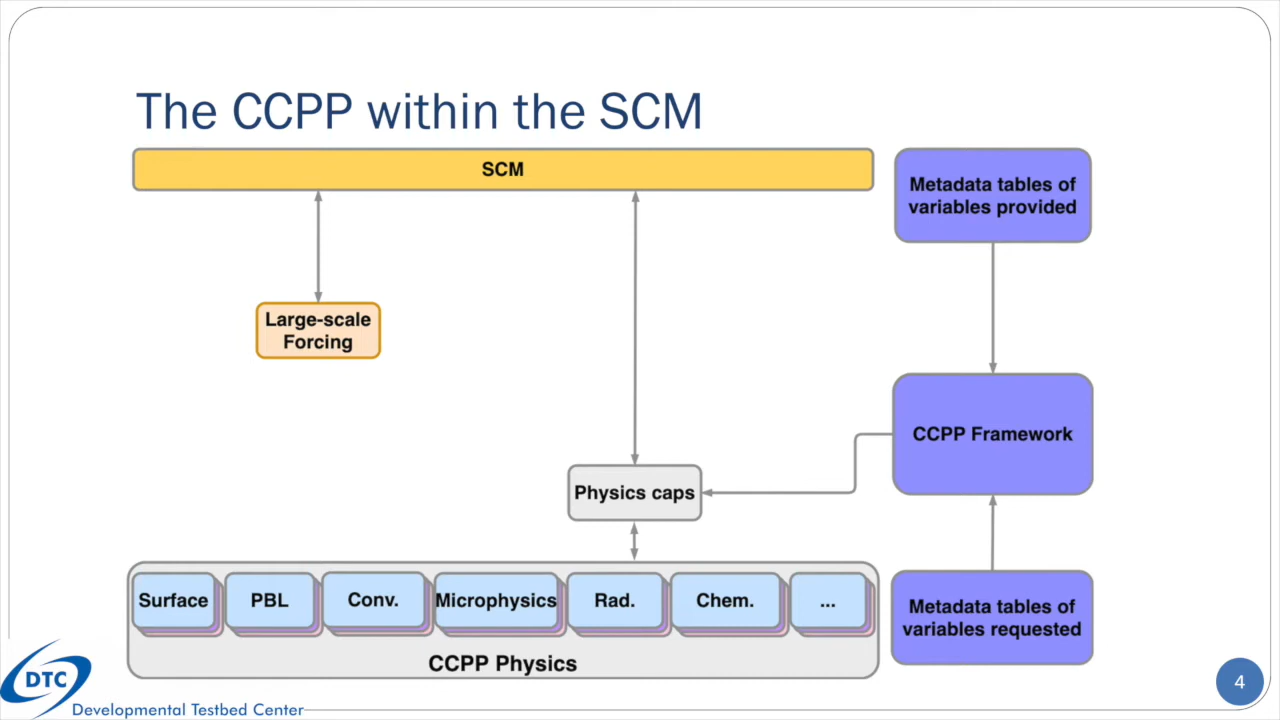 The CCPP within the SCM
SCM
Metadata tables of
variables provided
Large-scale
Forcing
CCPP Framework
Physics caps
Surface
PBL
Conv.
Microphysics
Rad.
Chem.
...
Metadata tables of
variables requested
CCPP Physics
DTC
Developmental Testbed Center
4